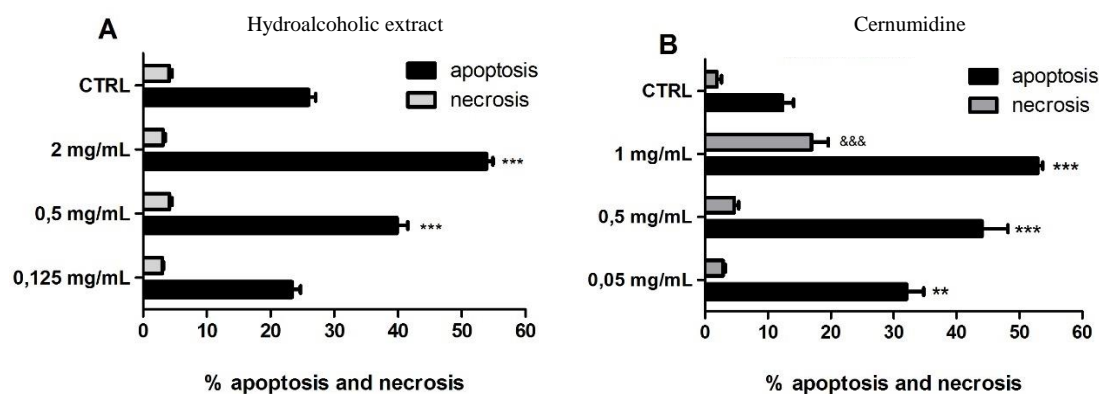 A
Hydroalcoholic extract
apoptosis
necrosis
CTRL
2 mg/mL
***
0,5 mg/mL
***
0,125 mg/mL
0 10 20 30 40 50 60
% apoptosis and necrosis
B
Cernumidine
apoptosis
necrosis
CTRL
1 mg/mL
&&&
***
0,5 mg/mL
***
0,05 mg/mL
**
0 10 20 30 40 50 60
% apoptosis and necrosis